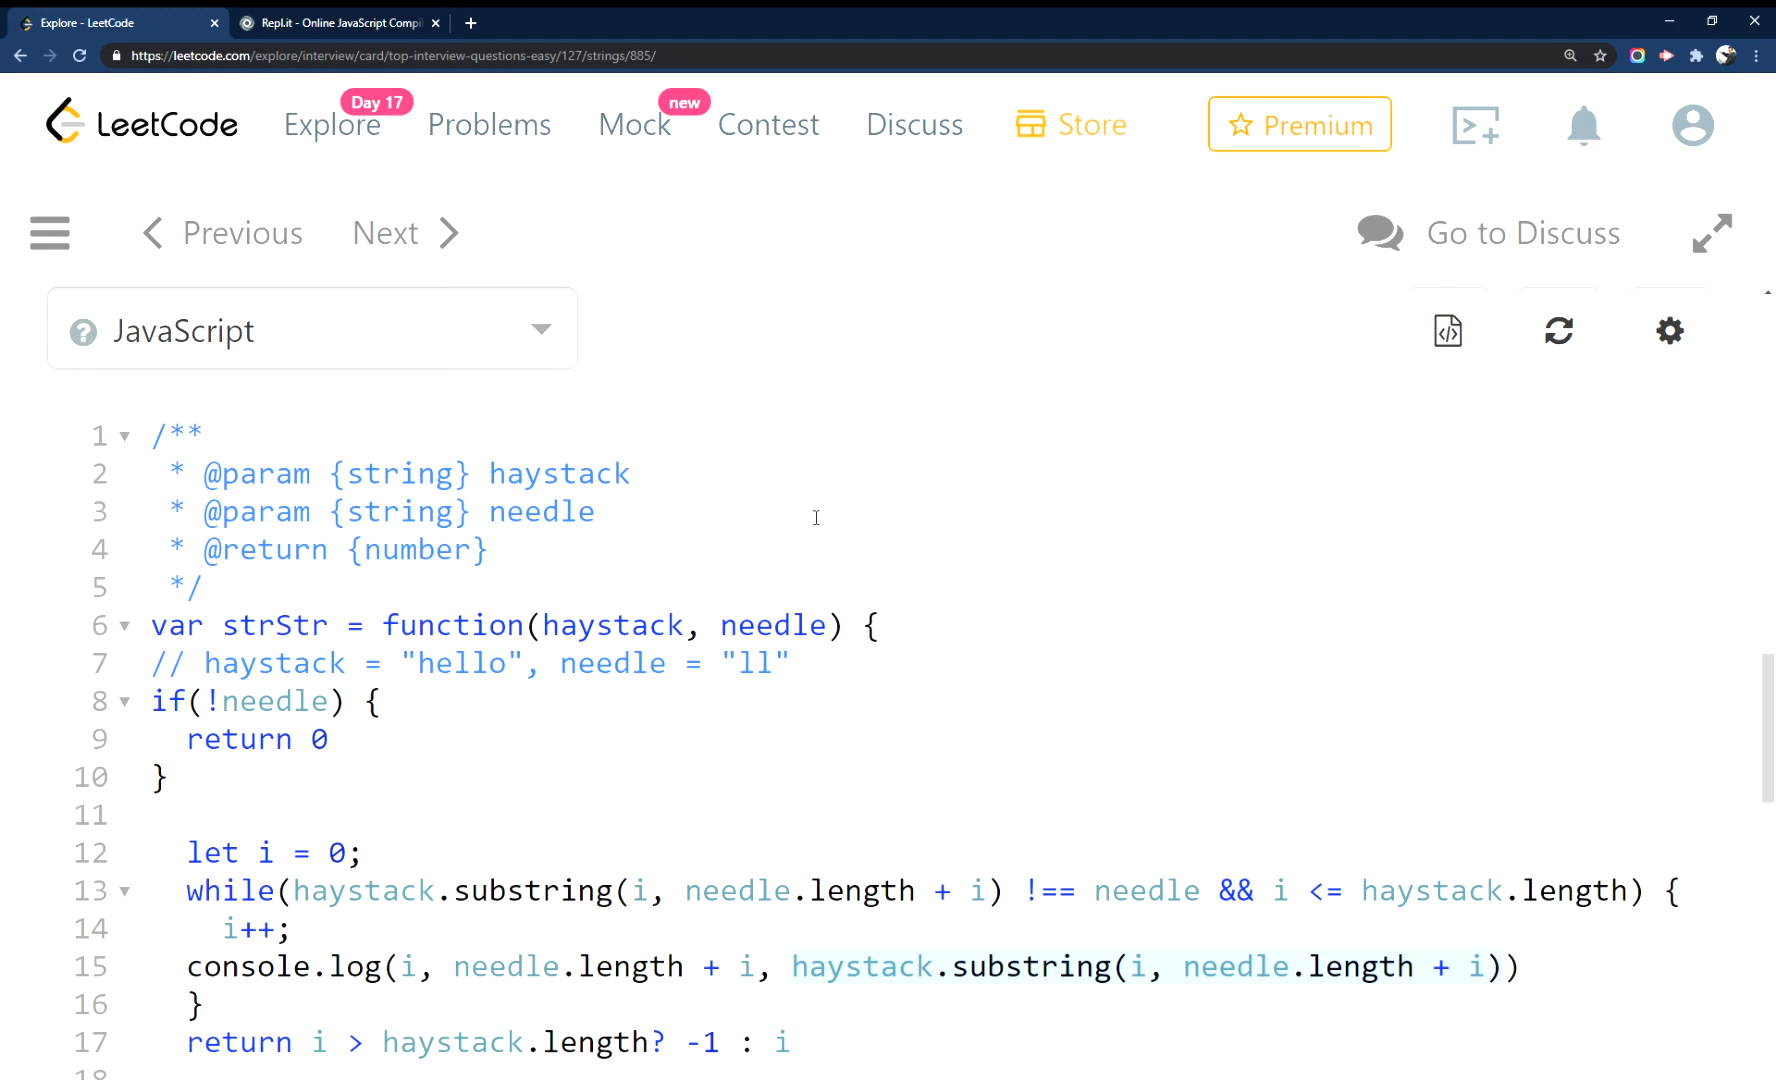 Explore - LeetCode
Repl.it - Online JavaScript Compi
https://leetcode.com/explore/interview/card/top-interview-questions-easy/127/strings/885/
LeetCode
Explore
Day 17
Problems
Mock
new
Contest
Discuss
Store
Premium
Previous
Next
Go to Discuss
JavaScript
1 /**
2 * @param {string} haystack
3 * @param {string} needle
4 * @return {number}
5 */
6 var strStr = function(haystack, needle) {
7 // haystack = "hello", needle = "ll"
8 if(!needle) {
9 return 0
10 }
11
12 let i = 0;
13 while(haystack.substring(i, needle.length + i) !== needle && i <= haystack.length) {
14 i++;
15 console.log(i, needle.length + i, haystack.substring(i, needle.length + i))
16 }
17 return i > haystack.length? -1 : i
18